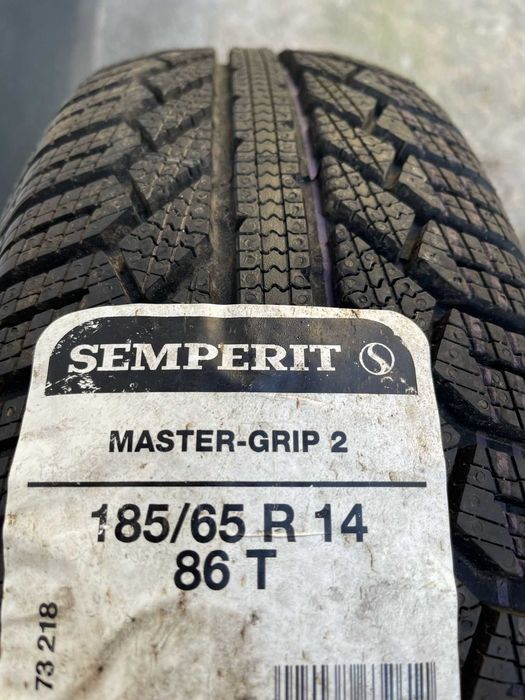 SEMPERIT
MASTER-GRIP 2
185/65 R 14
86 T
73 218